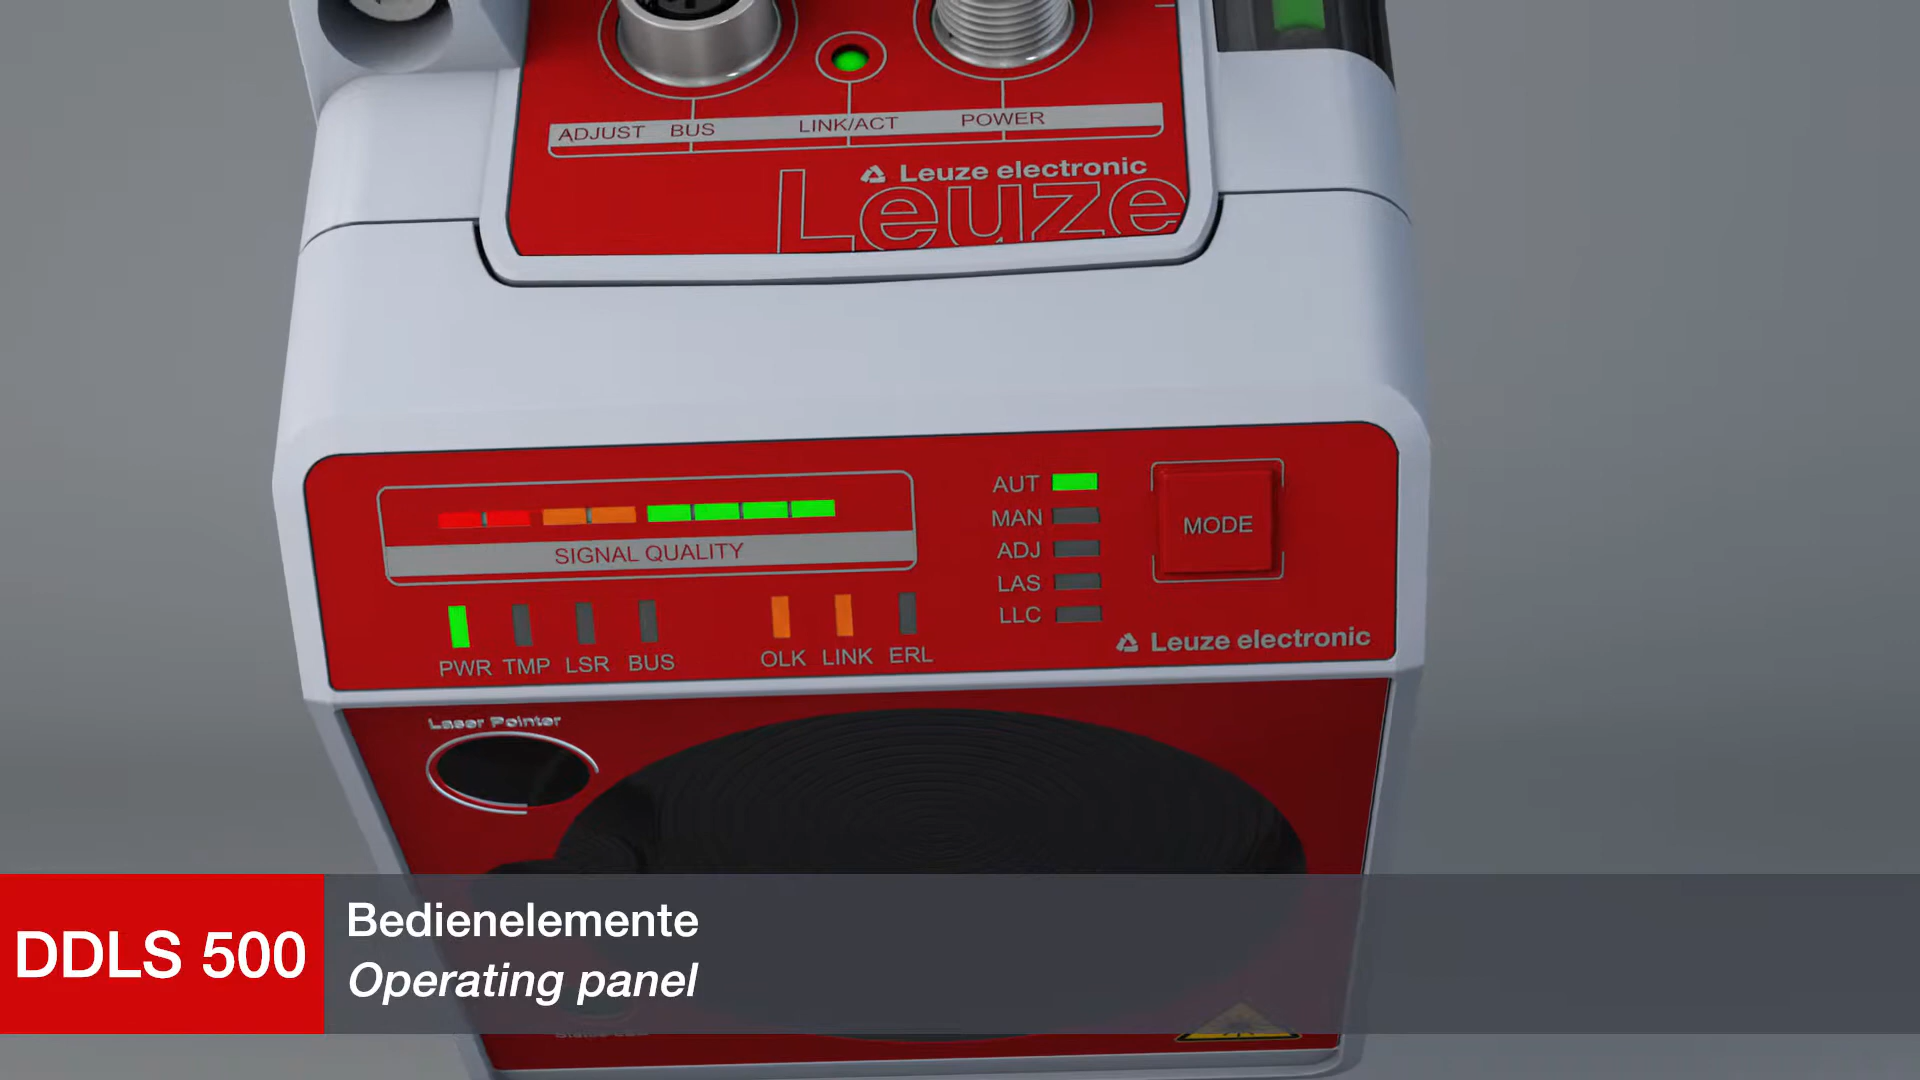 ADJUST BUS LINK/ACT POWER
Leuze electronic
Leuze
SIGNAL QUALITY
AUT
MAN
ADJ
LAS
LLC
MODE
PWR TMP LSR BUS OLK LINK ERL
Leuze electronic
Laser Pointer
DDLS 500
Bedienelemente
Operating panel